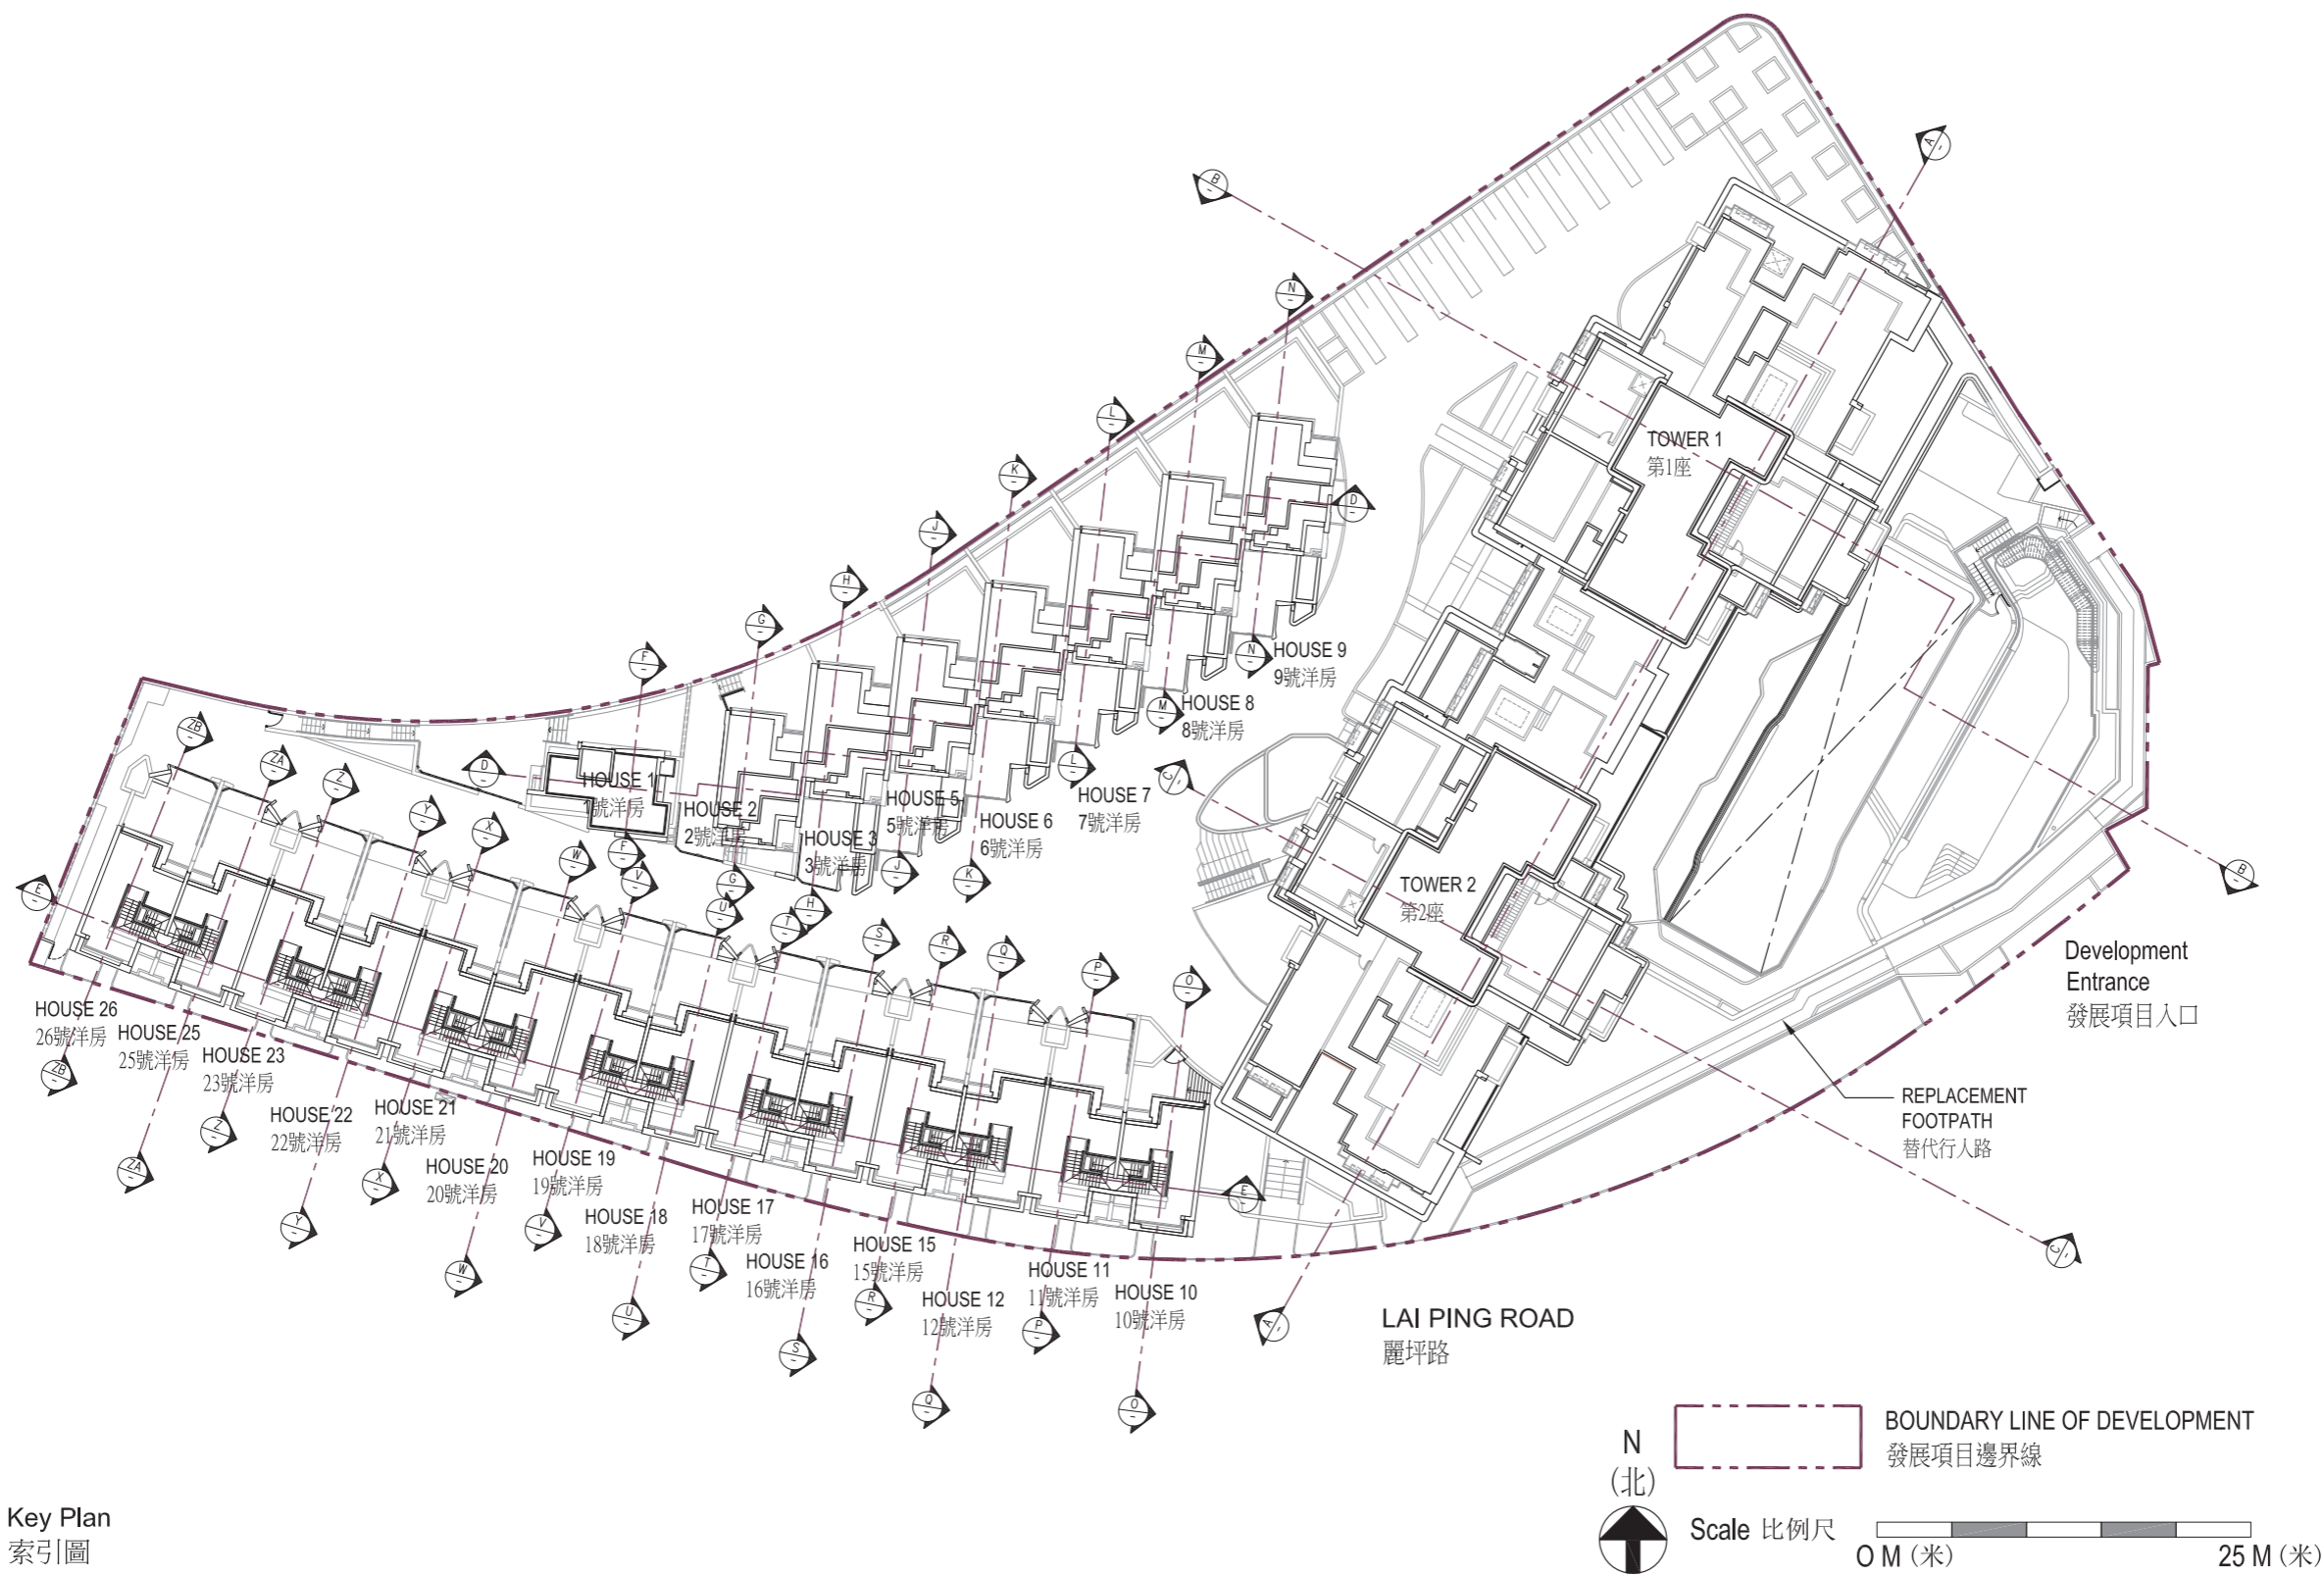 A
B
N
M
L
K
J
H
G
F
TOWER 1
第1座
D
HOUSE 9
9號洋房
N
HOUSE 8
8號洋房
M
HOUSE 7
7號洋房
L
HOUSE 6
6號洋房
K
HOUSE 5
5號洋房
J
HOUSE 3
3號洋房
H
HOUSE 2
2號洋房
G
HOUSE 1
1號洋房
F
D
C
ZB
ZA
Z
Y
X
W
V
U
T
S
R
Q
P
O
E
TOWER 2
第2座
B
Development
Entrance
發展項目入口
REPLACEMENT
FOOTPATH
替代行人路
C
E
HOUSE 26
26號洋房
ZB
HOUSE 25
25號洋房
ZA
HOUSE 23
23號洋房
Z
HOUSE 22
22號洋房
Y
HOUSE 21
21號洋房
X
HOUSE 20
20號洋房
W
HOUSE 19
19號洋房
V
HOUSE 18
18號洋房
U
HOUSE 17
17號洋房
T
HOUSE 16
16號洋房
S
HOUSE 15
15號洋房
R
HOUSE 12
12號洋房
Q
HOUSE 11
11號洋房
P
HOUSE 10
10號洋房
O
A
LAI PING ROAD
麗坪路
BOUNDARY LINE OF DEVELOPMENT
發展項目邊界線
N
(北)
Scale 比例尺
0 M (米)
25 M (米)
Key Plan
索引圖